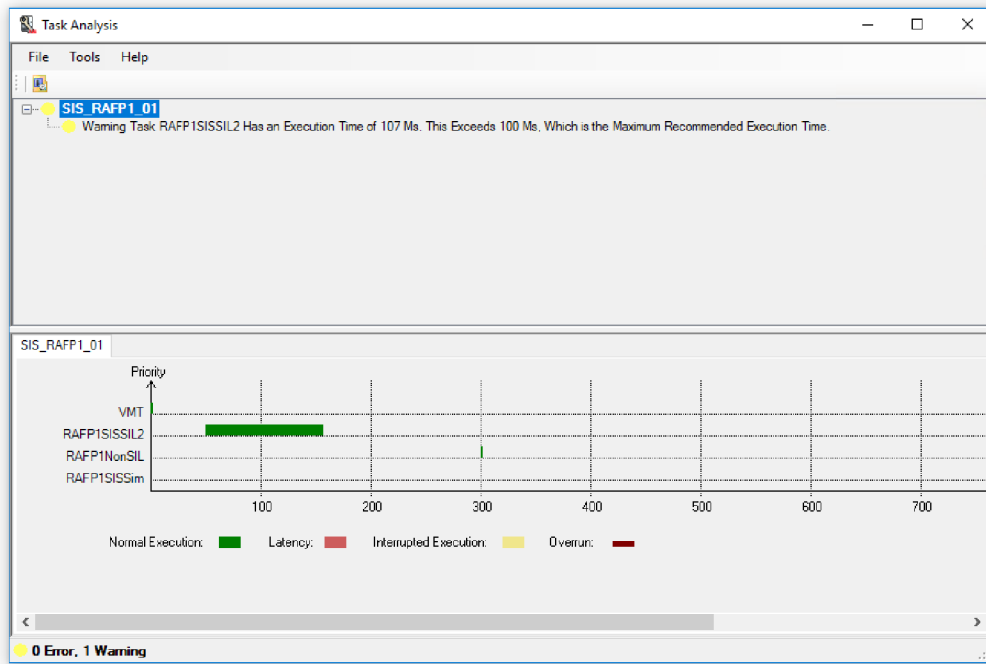 Task Analysis
File Tools Help
SIS_RAFP1_01
Warning Task RAFP1SISSIL2 Has an Execution Time of 107 Ms. This Exceeds 100 Ms, Which is the Maximum Recommended Execution Time.
SIS_RAFP1_01
Priority
VMT
RAFP1SISSIL2
RAFP1NonSIL
RAFP1SISSim
100 200 300 400 500 600 700
Normal Execution: Latency: Interrupted Execution: Overrun:
0 Error, 1 Warning